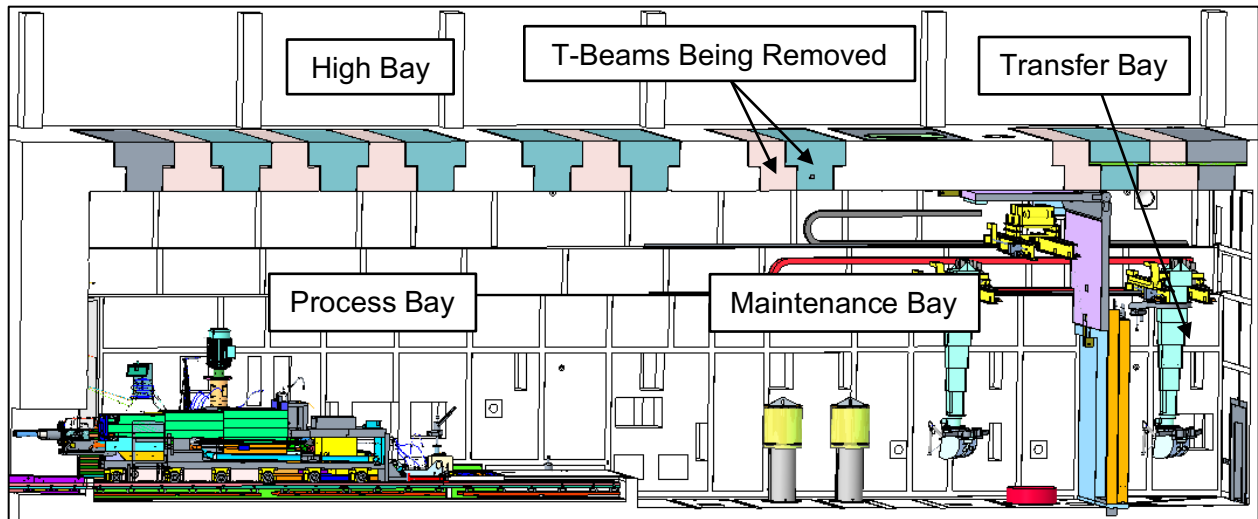 High Bay
T-Beams Being Removed
Transfer Bay
Process Bay
Maintenance Bay